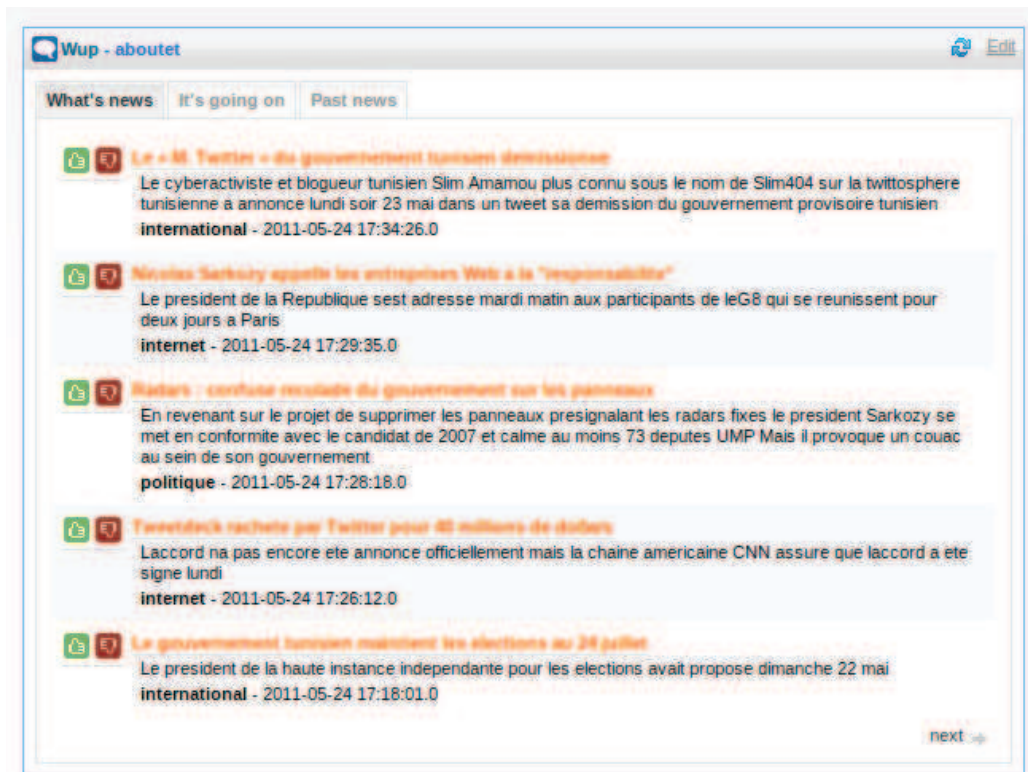 Wup - aboutet
Edit
What's news It's going on Past news
Le « M. Twitter » du gouvernement tunisien demissionne
Le cyberactiviste et blogueur tunisien Slim Amamou plus connu sous le nom de Slim404 sur la twittosphere
tunisienne a annonce lundi soir 23 mai dans un tweet sa demission du gouvernement provisoire tunisien
international - 2011-05-24 17:34:26.0
Nicolas Sarkozy appelle les entreprises Web a la "responsabilite"
Le president de la Republique sest adresse mardi matin aux participants de leG8 qui se reunissent pour
deux jours a Paris
internet - 2011-05-24 17:29:35.0
Radars : confuse reculade du gouvernement sur les panneaux
En revenant sur le projet de supprimer les panneaux presignalant les radars fixes le president Sarkozy se
met en conformite avec le candidat de 2007 et calme au moins 73 deputes UMP Mais il provoque un couac
au sein de son gouvernement
politique - 2011-05-24 17:28:18.0
Tweetdeck rachete par Twitter pour 40 millions de dollars
Laccord na pas encore ete annonce officiellement mais la chaine americaine CNN assure que laccord a ete
signe lundi
internet - 2011-05-24 17:26:12.0
Le gouvernement tunisien maintient les elections au 24 juillet
Le president de la haute instance independante pour les elections avait propose dimanche 22 mai
international - 2011-05-24 17:18:01.0
next